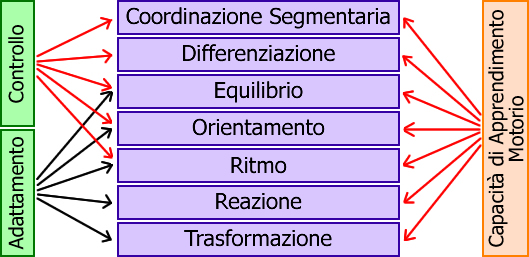 Controllo
Adattamento
Coordinazione Segmentaria
Differenziazione
Equilibrio
Orientamento
Ritmo
Reazione
Trasformazione
Capacità di Apprendimento
Motorio